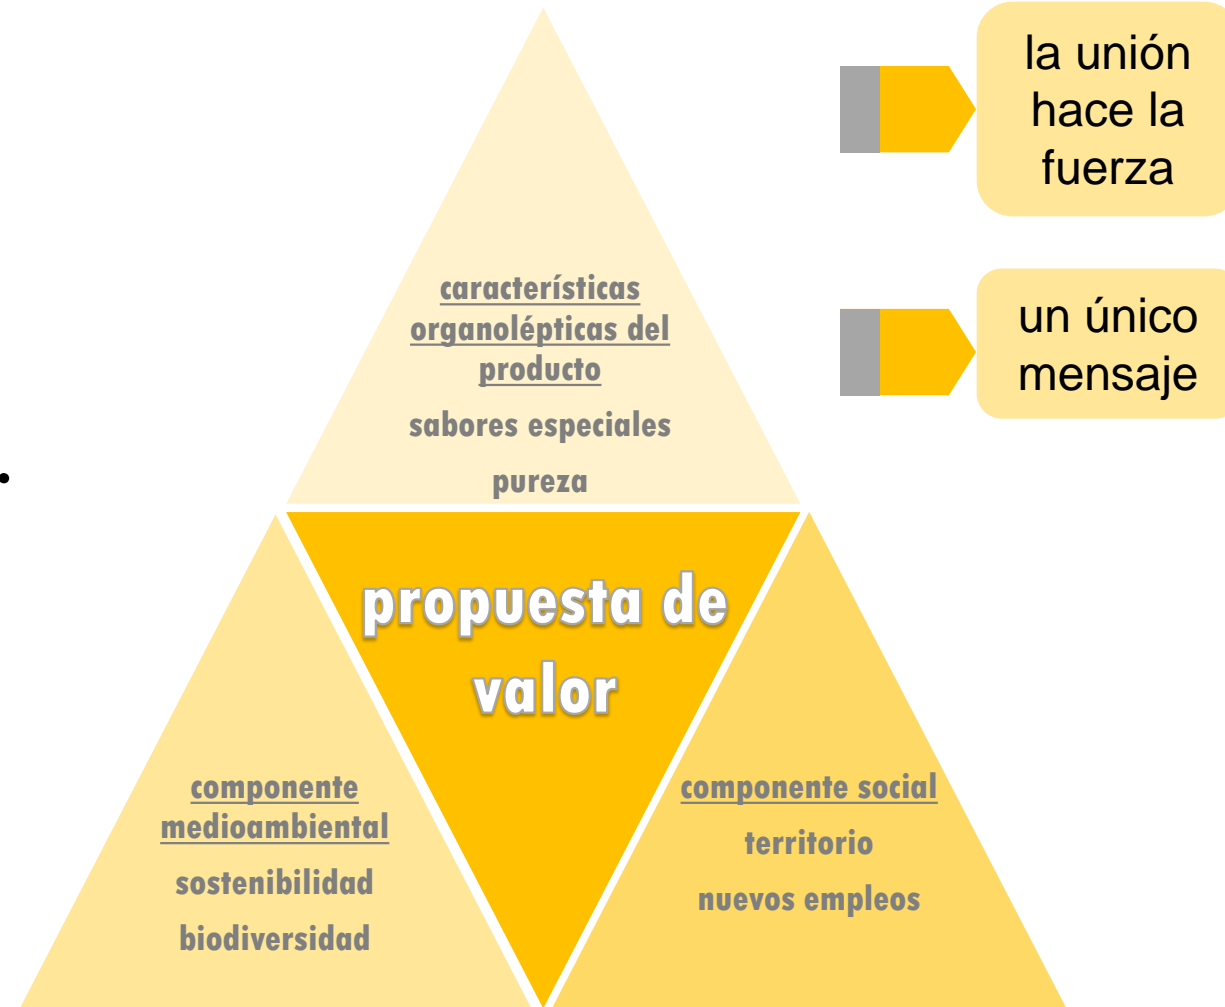 la unión
hace la
fuerza
un único
mensaje
características
organolépticas del
producto
sabores especiales
pureza
propuesta de
valor
componente
medioambiental
sostenibilidad
biodiversidad
componente social
territorio
nuevos empleos